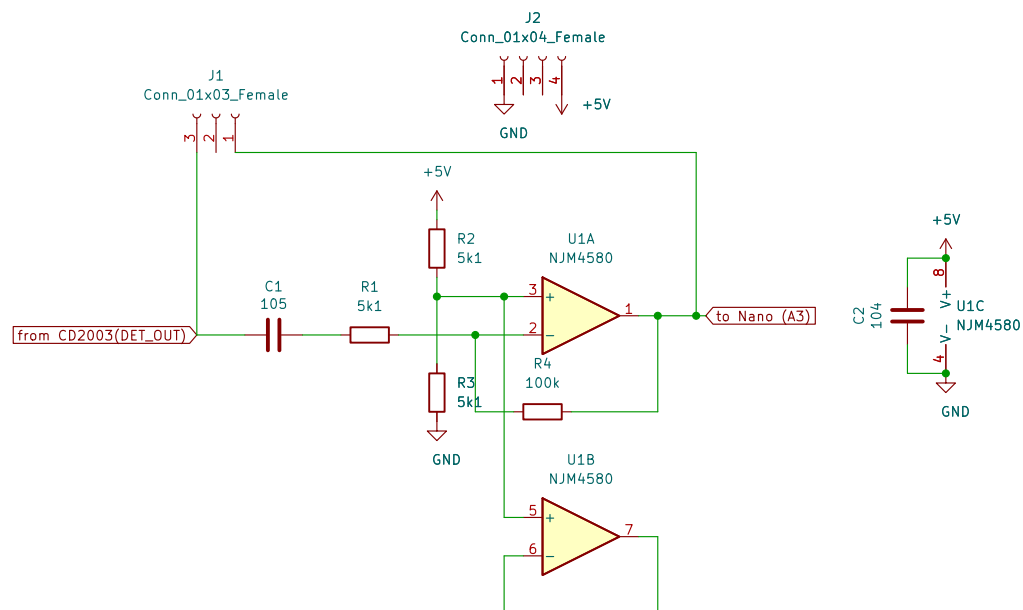 J2
Conn_01x04_Female
1
2
3
4
+5V
GND
J1
Conn_01x03_Female
3
2
1
+5V
R2
5k1
U1A
NJM4580
C1
105
R1
5k1
from CD2003(DET_OUT)
3
+
2
−
1
to Nano (A3)
R4
100k
R3
5k1
GND
+5V
8
V+
U1C
NJM4580
V-
4
C2
104
GND
U1B
NJM4580
5
+
6
−
7